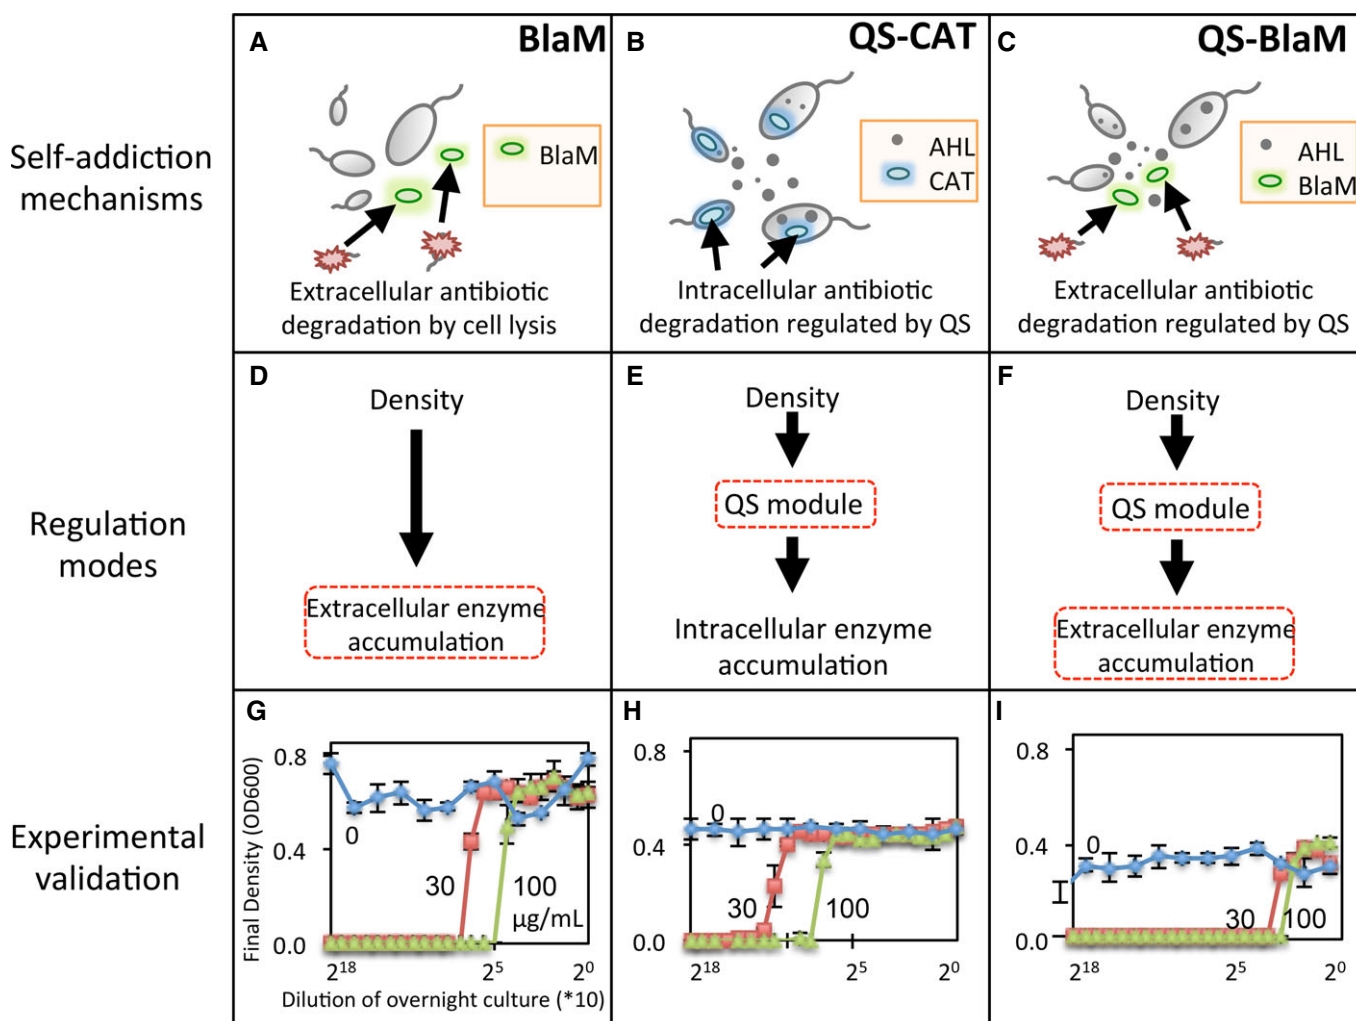 A
BlaM
B
QS-CAT
C
QS-BlaM
Self-addiction
mechanisms
BlaM
AHL
CAT
AHL
BlaM
Extracellular antibiotic
degradation by cell lysis
Intracellular antibiotic
degradation regulated by QS
Extracellular antibiotic
degradation regulated by QS
Regulation
modes
D
Density
Extracellular enzyme
accumulation
E
Density
QS module
Intracellular enzyme
accumulation
F
Density
QS module
Extracellular enzyme
accumulation
Experimental
validation
G
Final Density (OD600)
0.8
0.4
0.0
0
30
100
µg/mL
2^18
2^5
2^0
Dilution of overnight culture (*10)
H
0.8
0.4
0.0
0
30
100
2^18
2^5
2^0
I
0.8
0.4
0.0
0
30
100
2^18
2^5
2^0